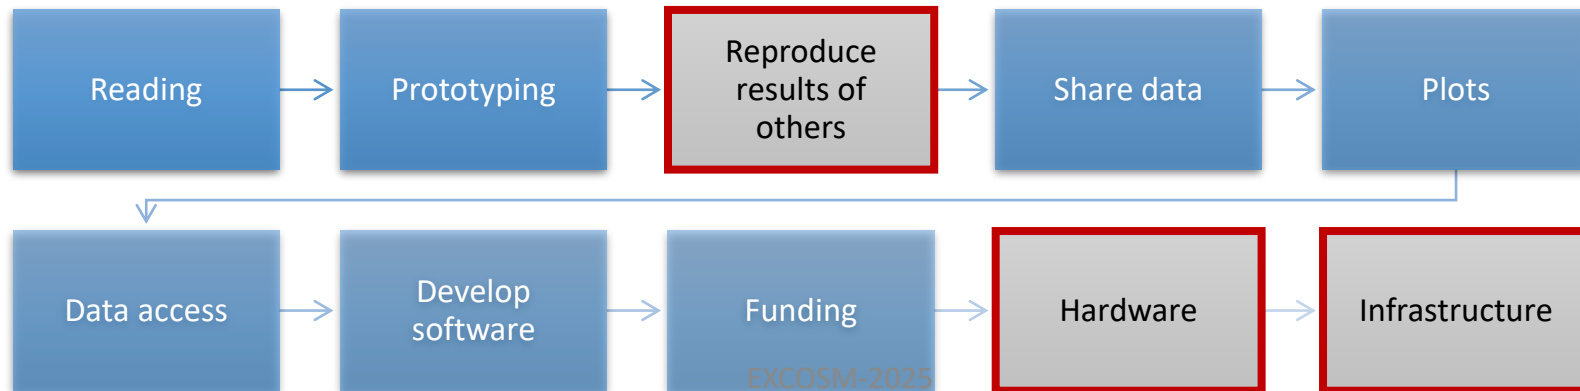 Reading
Prototyping
Reproduce
results of
others
Share data
Plots
Data access
Develop
software
Funding
Hardware
Infrastructure
EXCOSM-2025